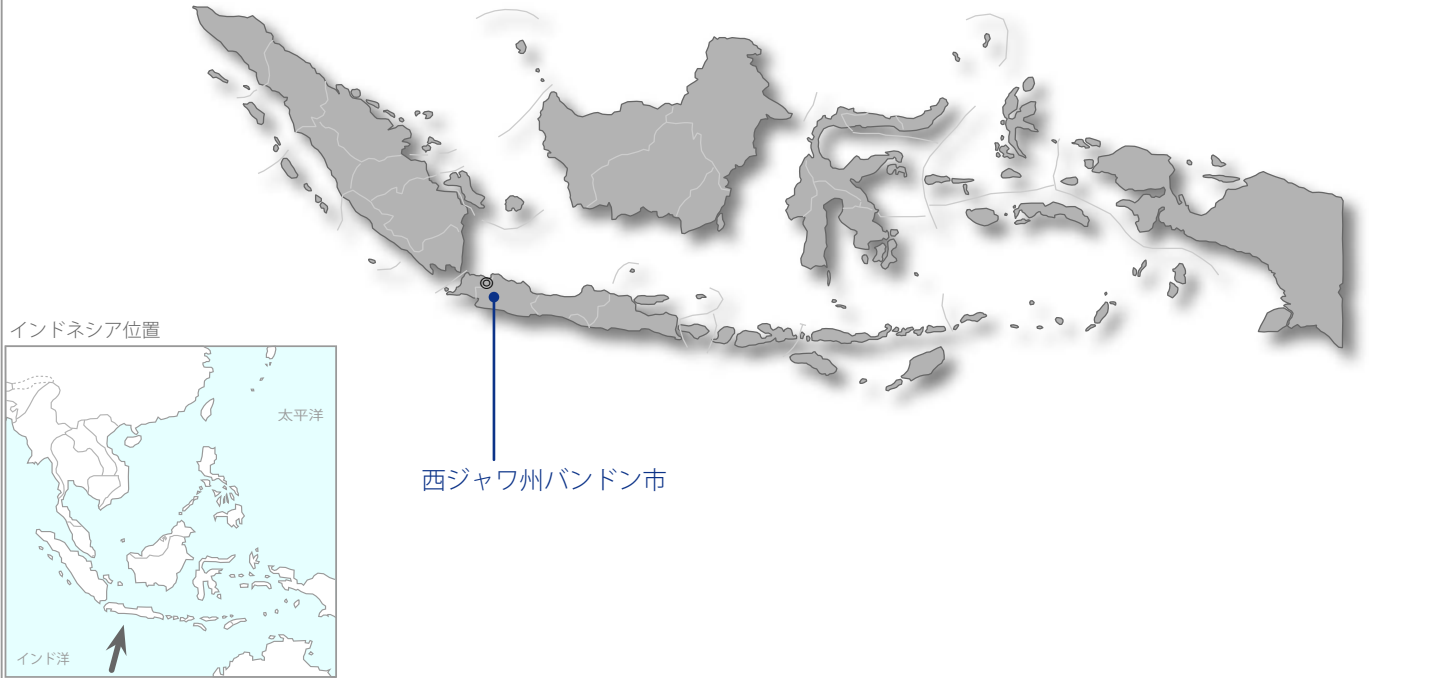 インドネシア位置
太平洋
西ジャワ州バンドン市
インド洋